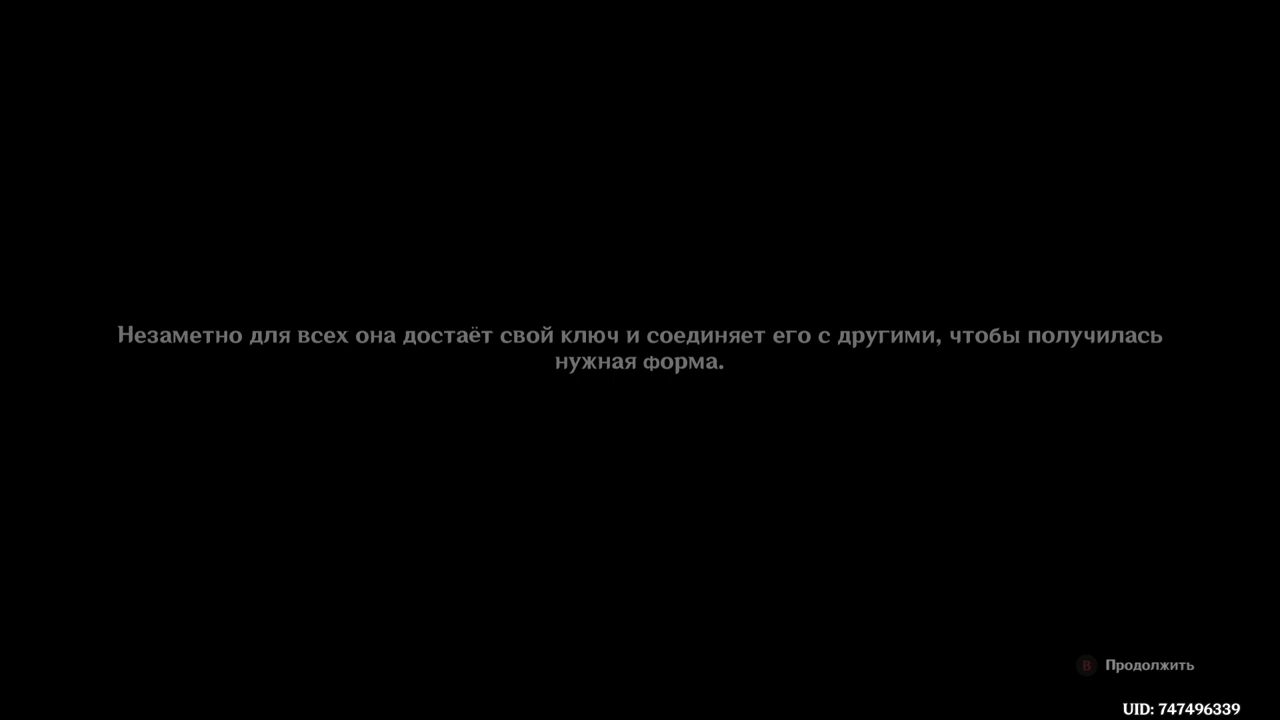 Незаметно для всех она достаёт свой ключ и соединяет его с другими, чтобы получилась
нужная форма.
B Продолжить
UID: 747496339